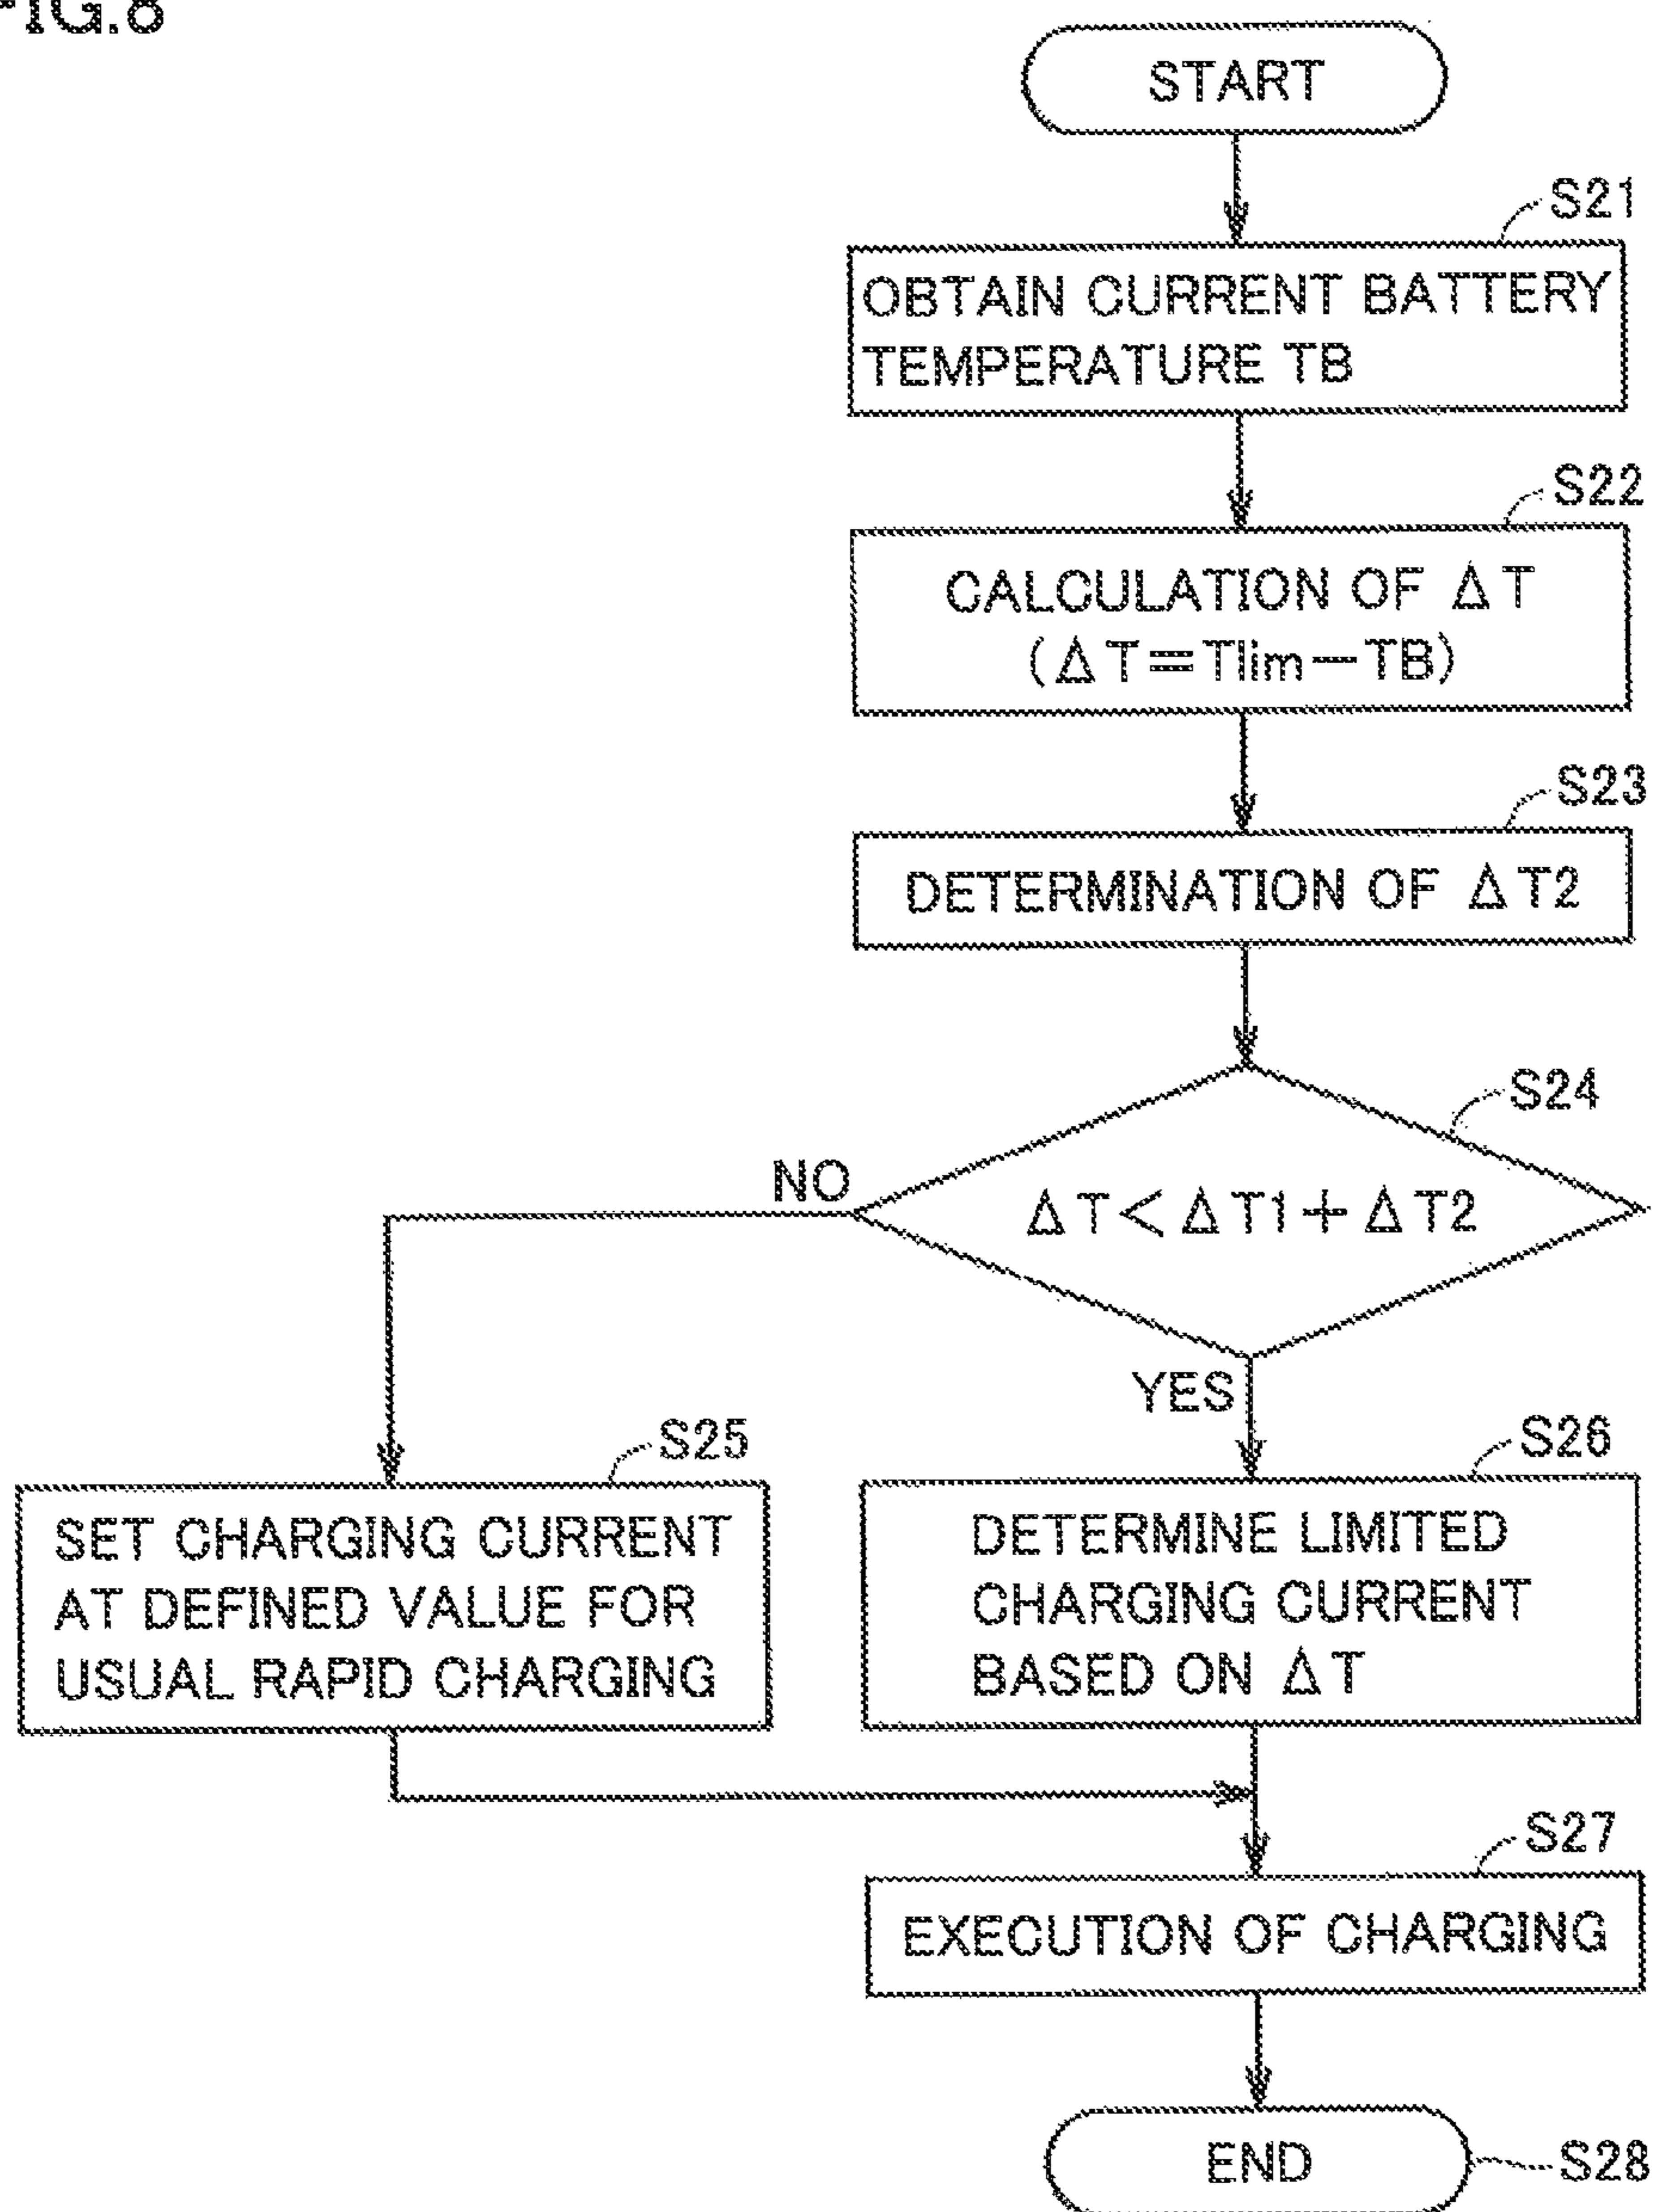 FIG.8
START
S21
OBTAIN CURRENT BATTERY
TEMPERATURE TB
S22
CALCULATION OF ΔT
(ΔT=Tlim−TB)
S23
DETERMINATION OF ΔT2
S24
ΔT<ΔT1+ΔT2
NO
YES
S25
SET CHARGING CURRENT
AT DEFINED VALUE FOR
USUAL RAPID CHARGING
S26
DETERMINE LIMITED
CHARGING CURRENT
BASED ON ΔT
S27
EXECUTION OF CHARGING
END
S28